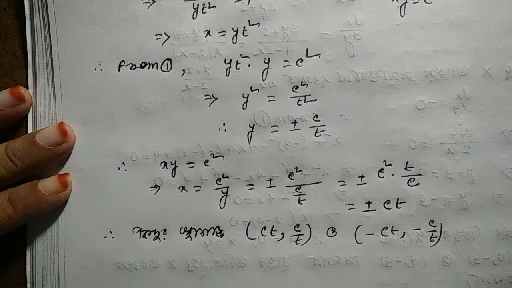 ⇒ x = yt²
∴ From ①, yt². y = c²
⇒ y² = c²/t²
∴ y = ± c/t
∴ xy = c²
⇒ x = c²/y = ± c²/(c/t) = ± c². t/c
= ± ct
∴ (ct, c/t) ও (-ct, -c/t)